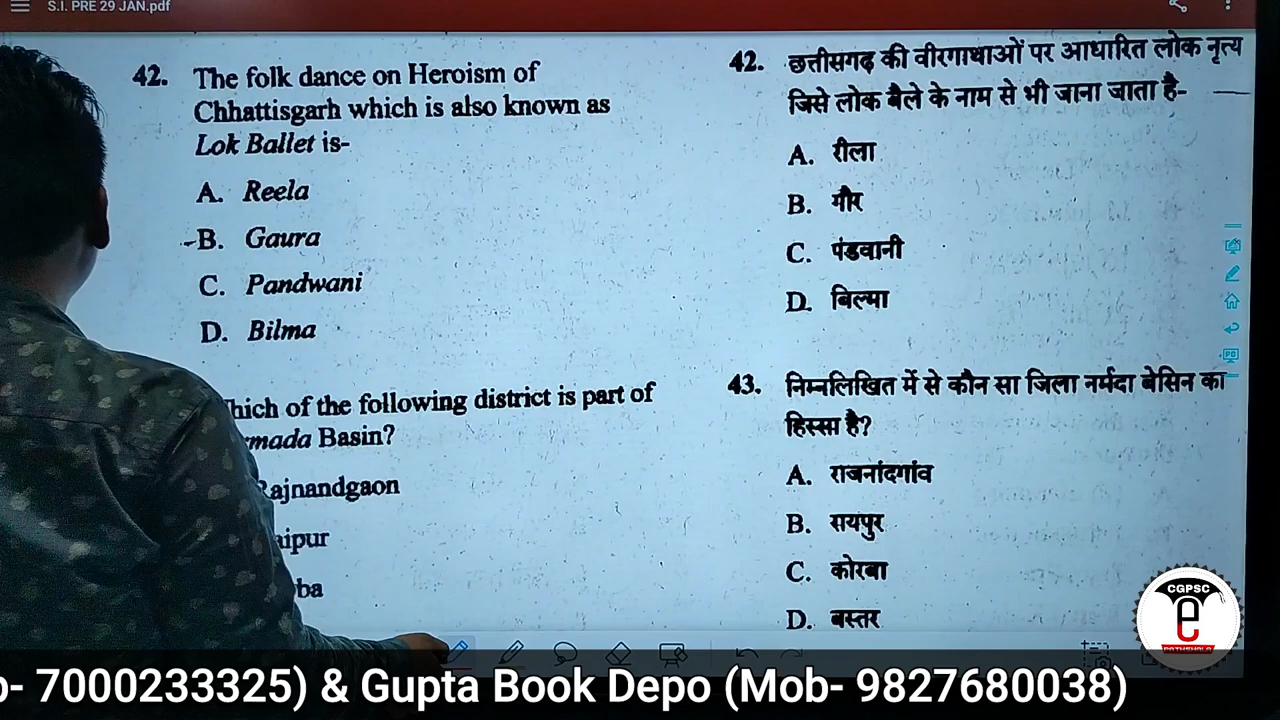 S.I. PRE 29 JAN.pdf
42. The folk dance on Heroism of
Chhattisgarh which is also known as
Lok Ballet is-
A. Reela
B. Gaura
C. Pandwani
D. Bilma
hich of the following district is part of
mada Basin?
ajnandgaon
aipur
ba
42. छत्तीसगढ़ की वीरगाथाओं पर आधारित लोक नृत्य
जिसे लोक बैले के नाम से भी जाना जाता है-
A. रीला
B. गौर
C. पंडवानी
D. बिल्मा
43. निम्नलिखित में से कौन सा जिला नर्मदा बेसिन का
हिस्सा है?
A. राजनांदगांव
B. रायपुर
C. कोरबा
D. बस्तर
CGPSC
e
PATHSHALA
- 7000233325) & Gupta Book Depo (Mob- 9827680038)